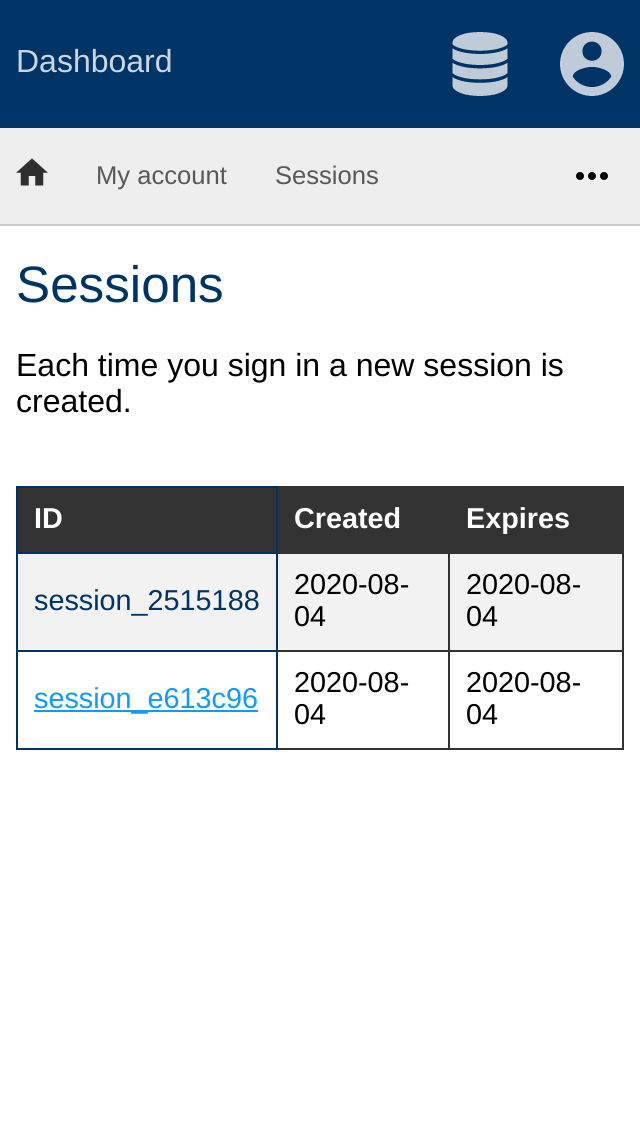 Dashboard
My account Sessions
Sessions
Each time you sign in a new session is
created.
ID Created Expires
session_2515188 2020-08-04 2020-08-04
session_e613c96 2020-08-04 2020-08-04